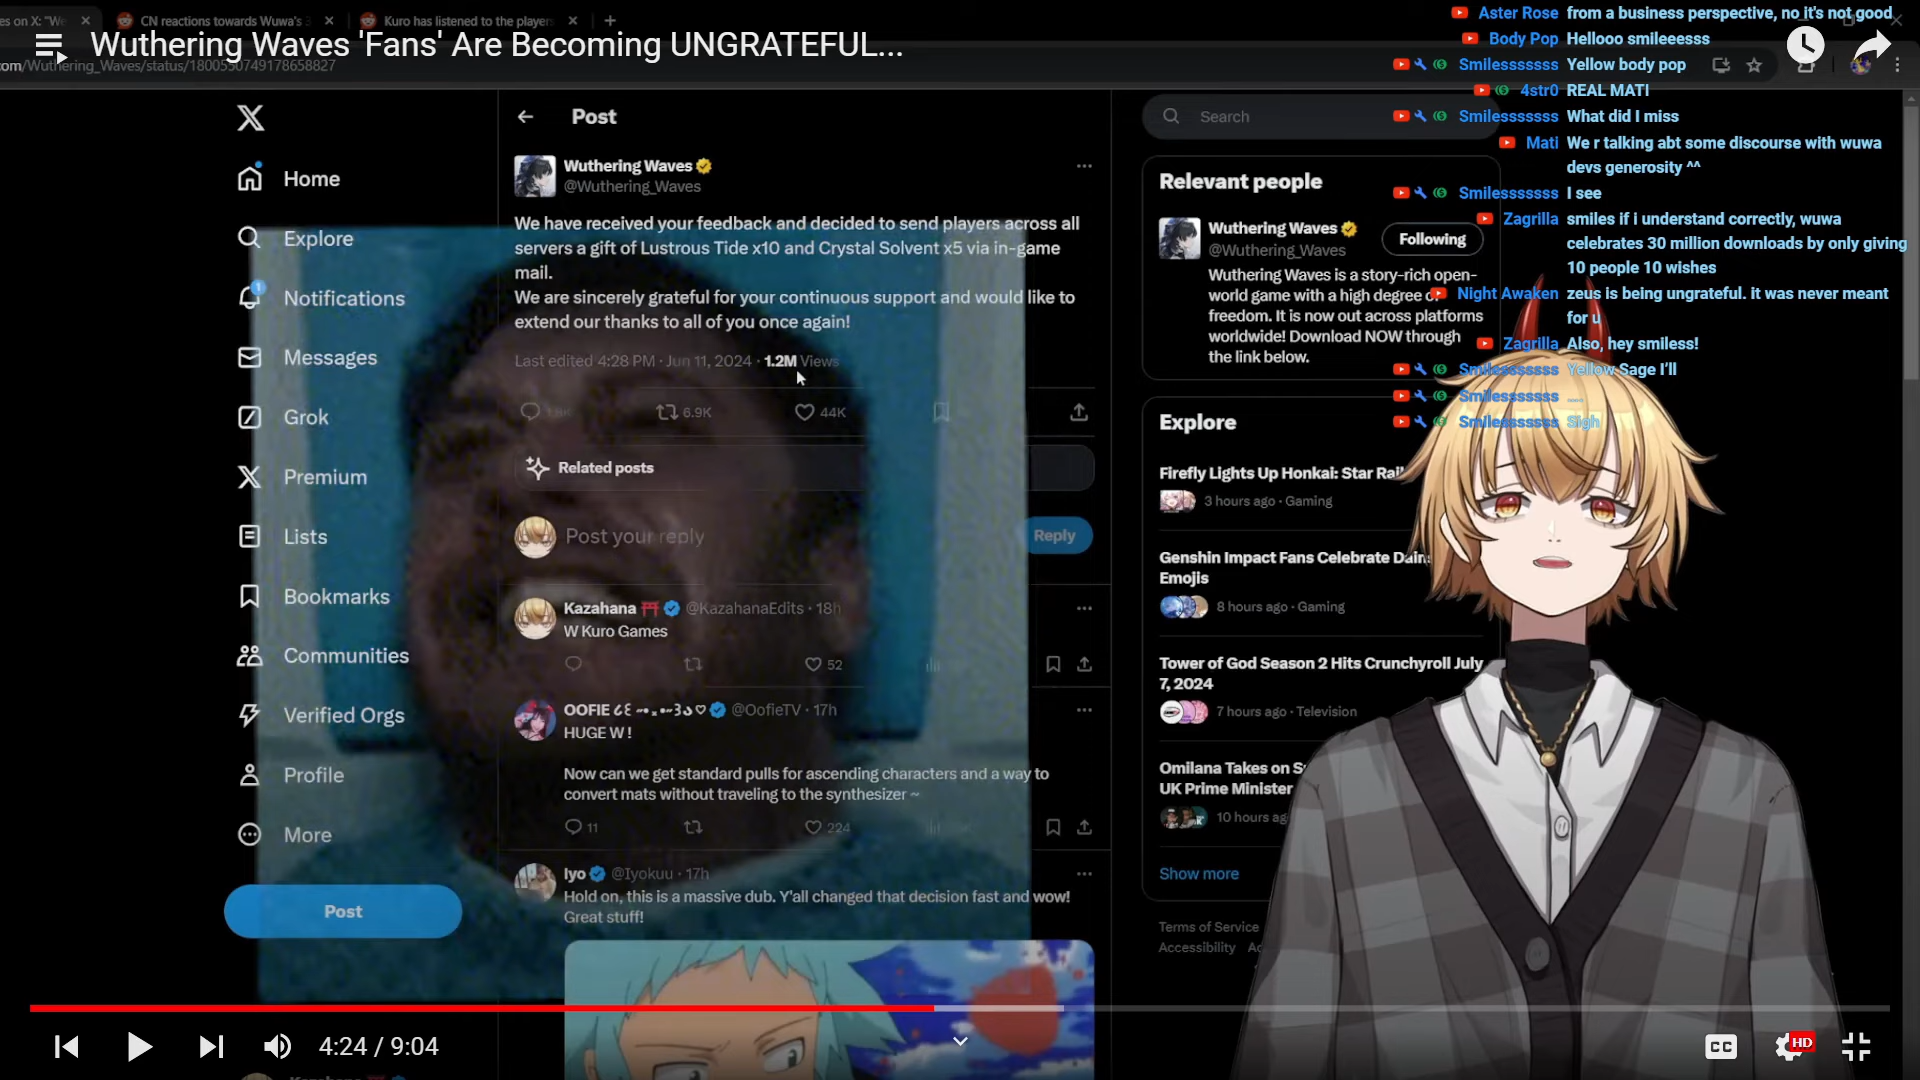 es on X: "We
CN reactions towards Wuwa's 3
Kuro has listened to the player
Wuthering Waves 'Fans' Are Becoming UNGRATEFUL...
om/Wuthering_Waves/status/1800550749178658827
X
Home
Explore
1
Notifications
Messages
Grok
Premium
Lists
Bookmarks
Communities
Verified Orgs
Profile
More
Post
Post
Wuthering Waves
@Wuthering_Waves
We have received your feedback and decided to send players across all
servers a gift of Lustrous Tide x10 and Crystal Solvent x5 via in-game
mail.
We are sincerely grateful for your continuous support and would like to
extend our thanks to all of you once again!
Last edited 4:28 PM · Jun 11, 2024 · 1.2M Views
6.9K
44K
Related posts
Post your reply
Reply
Kazahana @KazahanaEdits · 18h
W Kuro Games
52
OOFIE @OofieTV · 17h
HUGE W !
Now can we get standard pulls for ascending characters and a way to
convert mats without traveling to the synthesizer ~
11
224
Iyo @Iyokuu · 17h
Hold on, this is a massive dub. Y'all changed that decision fast and wow!
Great stuff!
Search
Relevant people
Wuthering Waves
@Wuthering_Waves
Following
Wuthering Waves is a story-rich open-
world game with a high degree of
freedom. It is now out across platforms
worldwide! Download NOW through
the link below.
Explore
Firefly Lights Up Honkai: Star Rail
3 hours ago · Gaming
Genshin Impact Fans Celebrate Dains
Emojis
8 hours ago · Gaming
Tower of God Season 2 Hits Crunchyroll July
7, 2024
7 hours ago · Television
Omilana Takes on S
UK Prime Minister
10 hours ag
Show more
Terms of Service
Accessibility
Aster Rose from a business perspective, no it's not good
Body Pop Hellooo smileeesss
Smilesssssss Yellow body pop
4str0 REAL MATI
Smilesssssss What did I miss
Mati We r talking abt some discourse with wuwa
devs generosity ^^
Smilesssssss I see
Zagrilla smiles if i understand correctly, wuwa
celebrates 30 million downloads by only giving
10 people 10 wishes
Night Awaken zeus is being ungrateful. it was never meant
for u
Zagrilla Also, hey smiless!
Smilesssssss Yellow Sage I'll
Smilesssssss ....
Smilesssssss Sigh
4:24 / 9:04
CC
HD